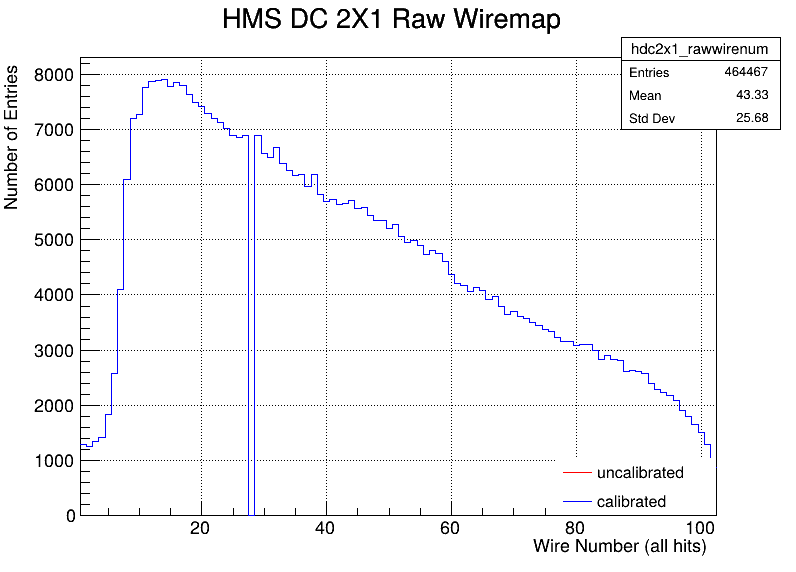 HMS DC 2X1 Raw Wiremap
hdc2x1_rawwirenum
Entries 464467
Mean 43.33
Std Dev 25.68
Number of Entries
8000
7000
6000
5000
4000
3000
2000
1000
0
uncalibrated
calibrated
20 40 60 80 100
Wire Number (all hits)